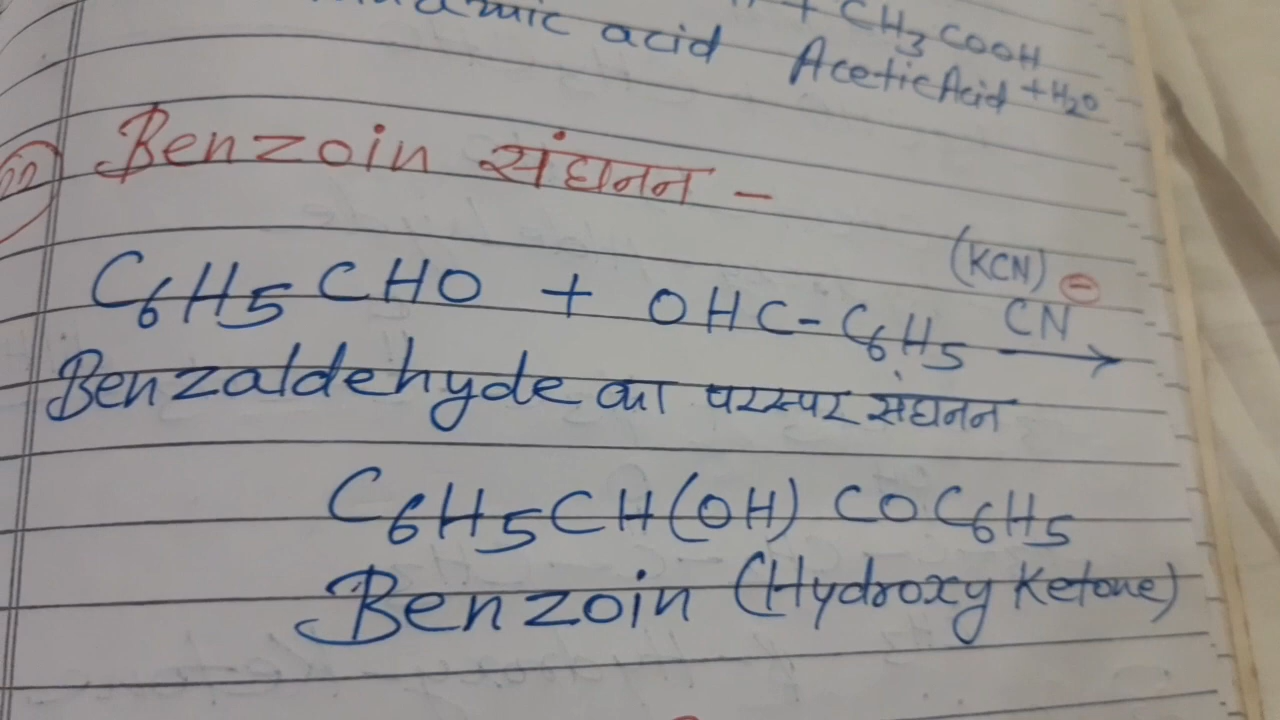 + CH3COOH
acid Acetic Acid + H2O
Benzoin संघनन -
(KCN)
C6H5CHO + OHC-C6H5 CN⊖ →
Benzaldehyde का परस्पर संघनन
C6H5CH(OH) COC6H5
Benzoin (Hydroxy Ketone)